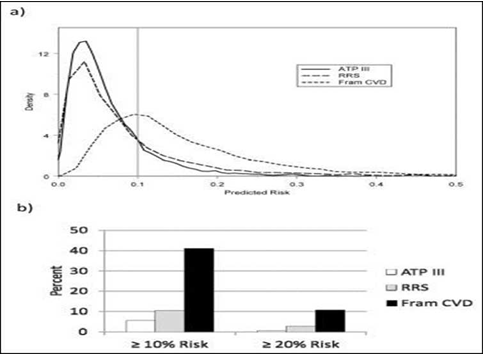 a)
12
8
4
0
Density
ATP III
RRS
Fram CVD
0.0 0.1 0.2 0.3 0.4 0.5
Predicted Risk
b)
50
40
30
20
10
0
Percent
ATP III
RRS
Fram CVD
≥ 10% Risk ≥ 20% Risk